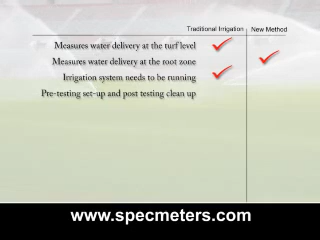 Traditional Irrigation New Method
Measures water delivery at the turf level
Measures water delivery at the root zone
Irrigation system needs to be running
Pre-testing set-up and post testing clean up
www.specmeters.com